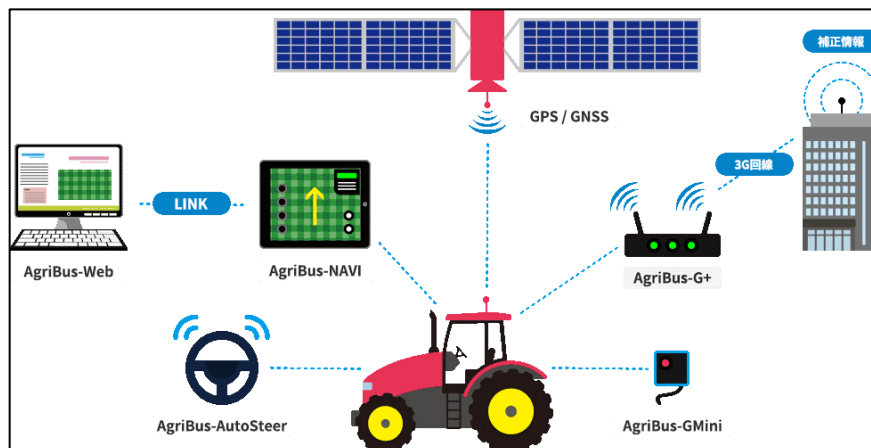 補正情報
GPS / GNSS
3G回線
LINK
AgriBus-Web
AgriBus-NAVI
AgriBus-G+
AgriBus-AutoSteer
AgriBus-GMini